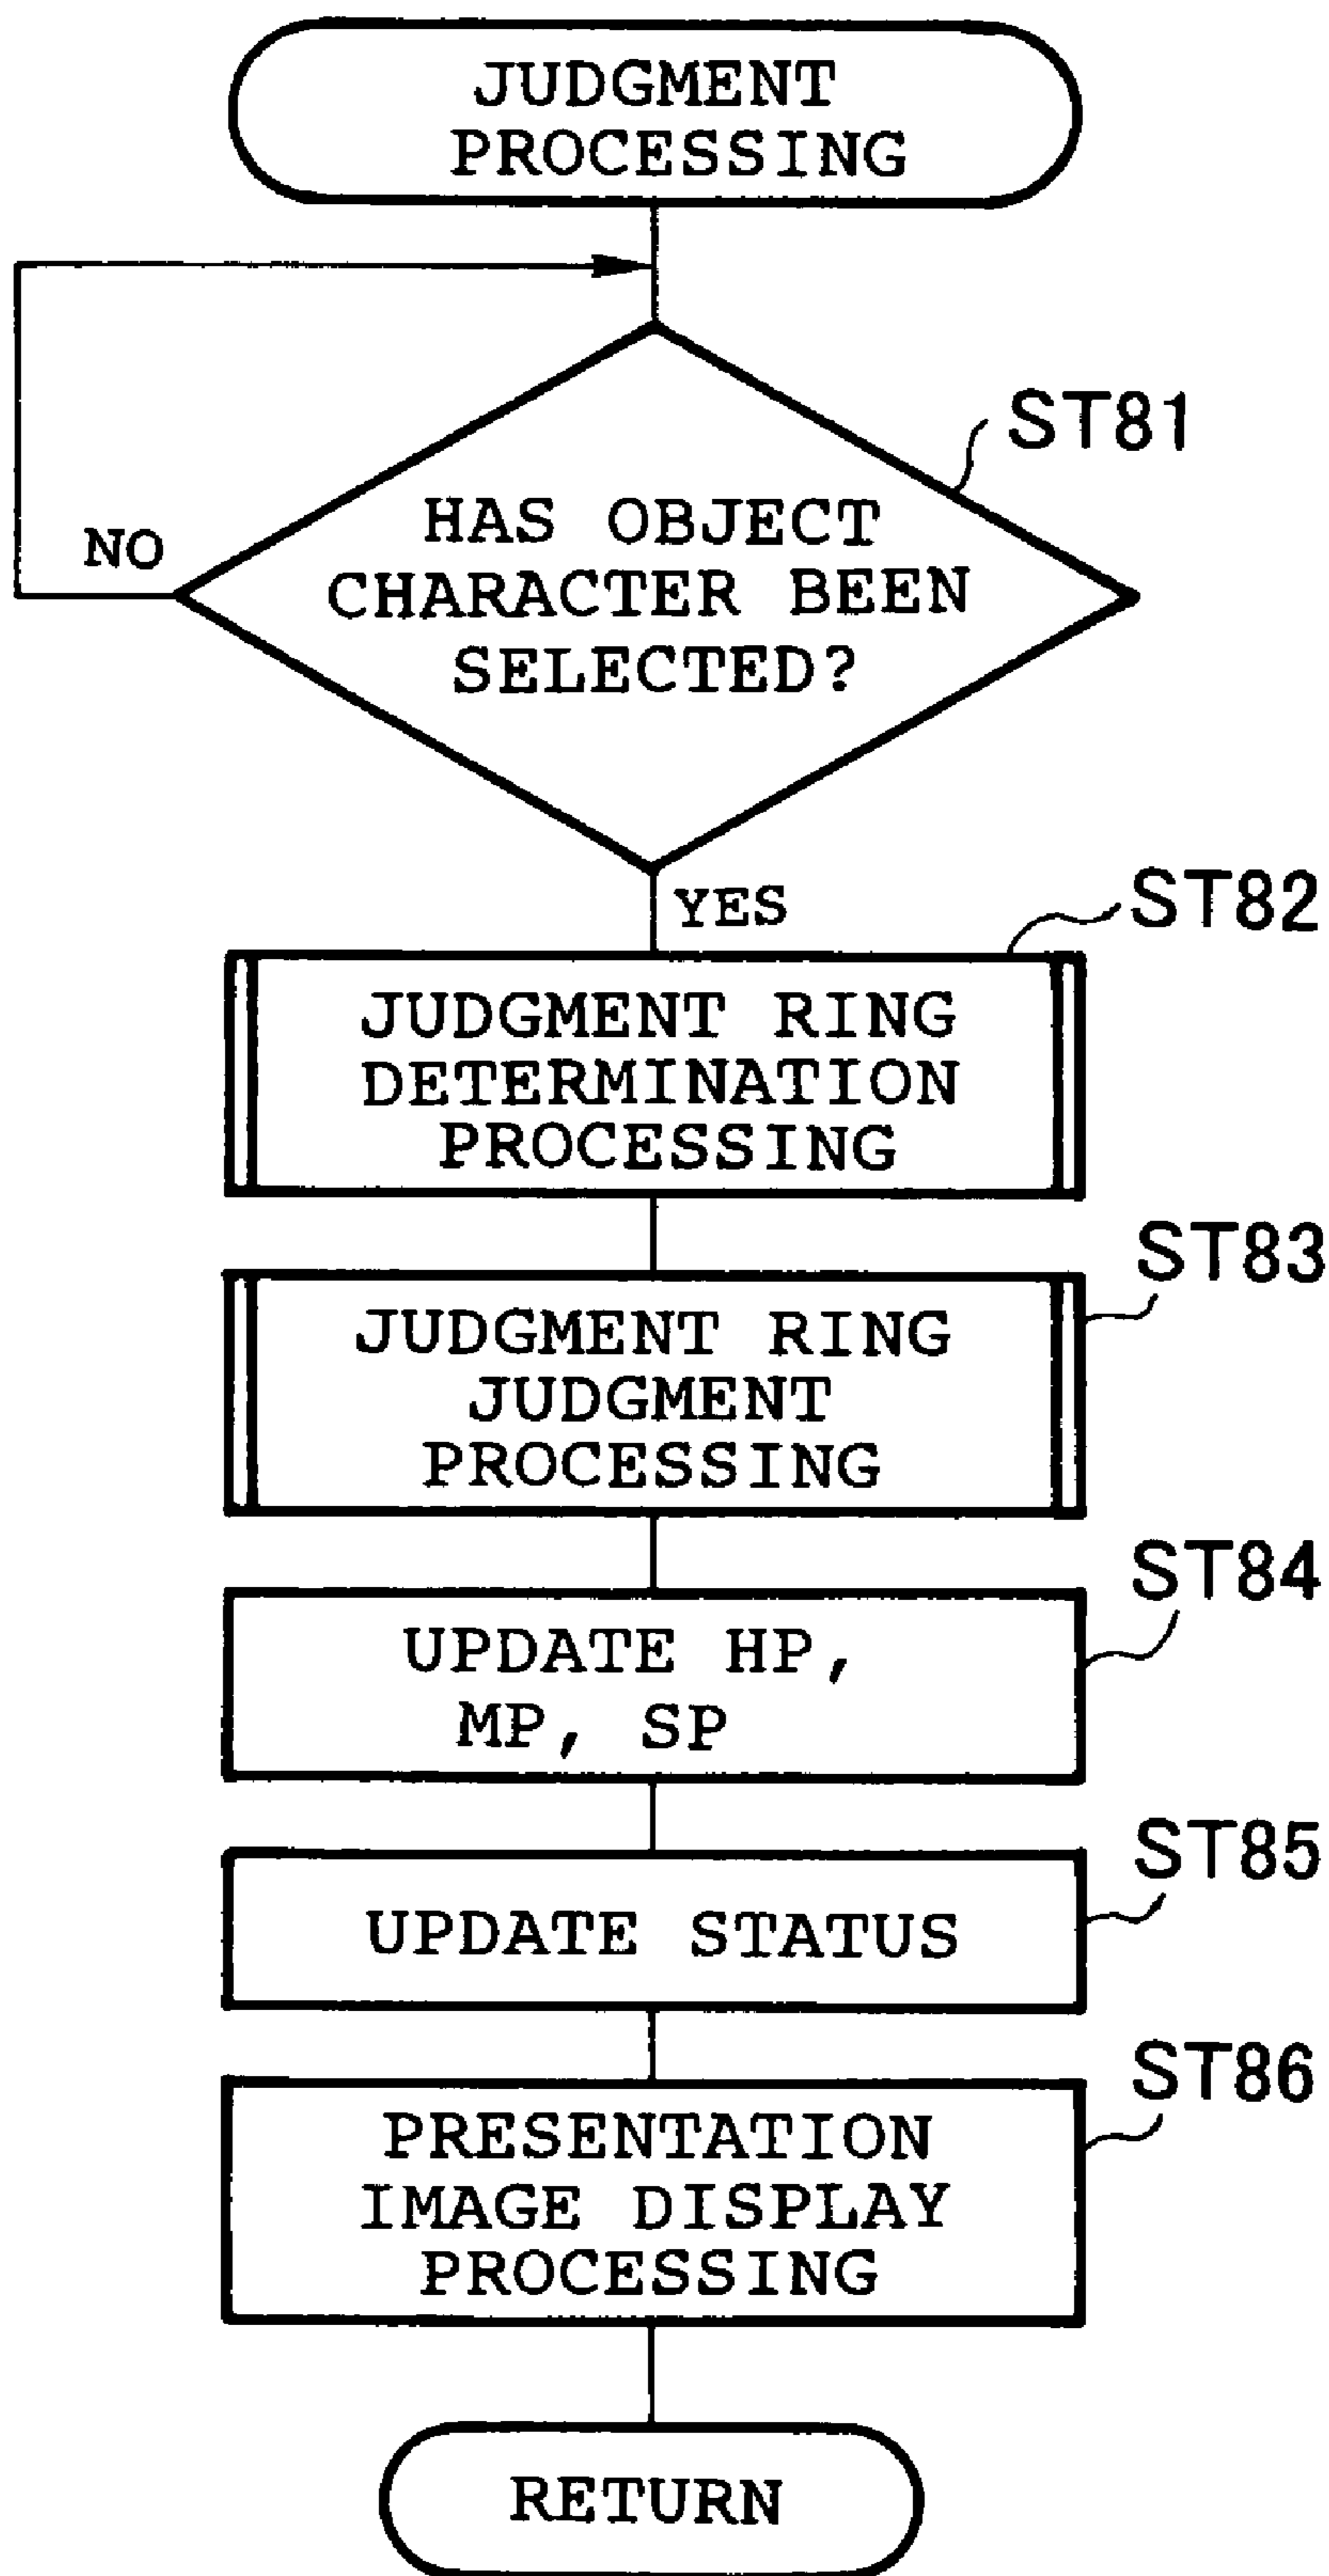 JUDGMENT
PROCESSING
ST81
HAS OBJECT
CHARACTER BEEN
SELECTED?
NO
YES
ST82
JUDGMENT RING
DETERMINATION
PROCESSING
ST83
JUDGMENT RING
JUDGMENT
PROCESSING
ST84
UPDATE HP,
MP, SP
ST85
UPDATE STATUS
ST86
PRESENTATION
IMAGE DISPLAY
PROCESSING
RETURN